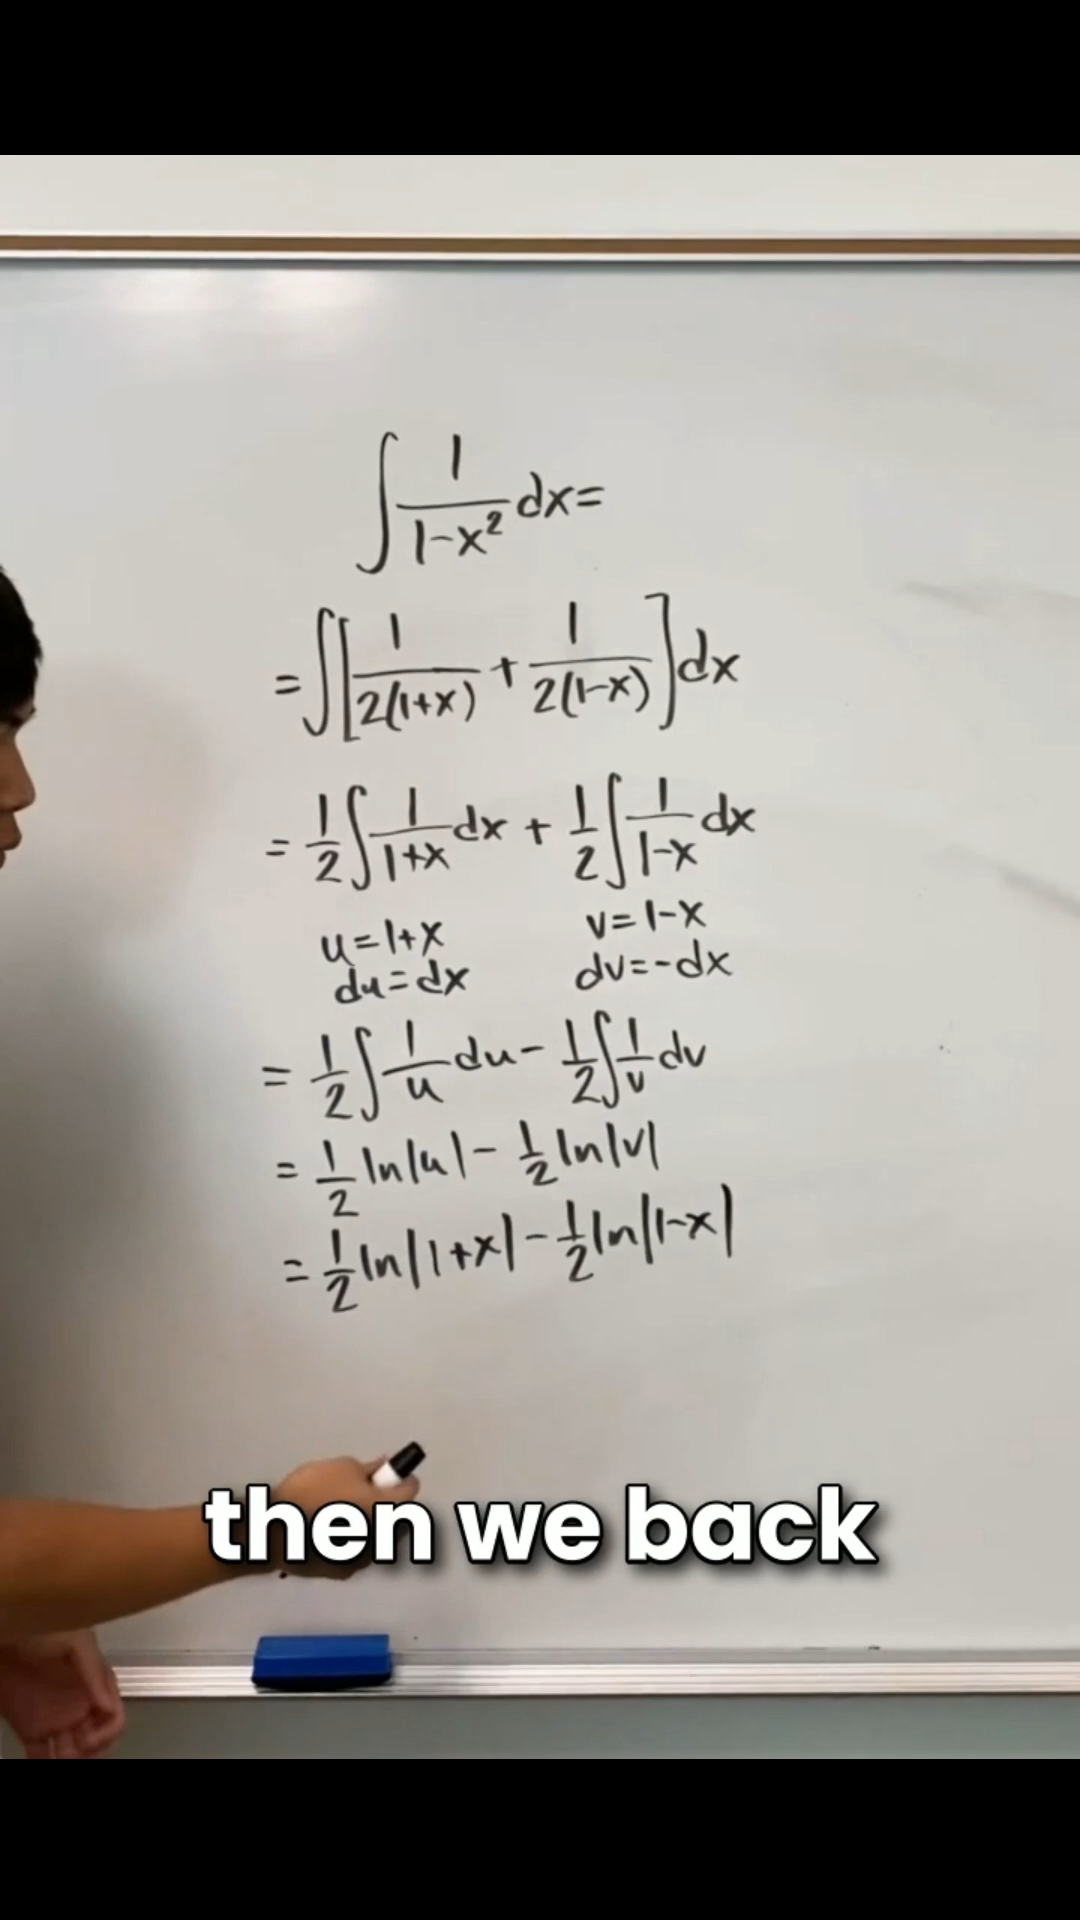 ∫ 1/(1-x²) dx =
= ∫ [1/(2(1+x)) + 1/(2(1-x))] dx
= 1/2 ∫ 1/(1+x) dx + 1/2 ∫ 1/(1-x) dx
u=1+x v=1-x
du=dx dv=-dx
= 1/2 ∫ 1/u du - 1/2 ∫ 1/v dv
= 1/2 ln|u| - 1/2 ln|v|
= 1/2 ln|1+x| - 1/2 ln|1-x|
then we back